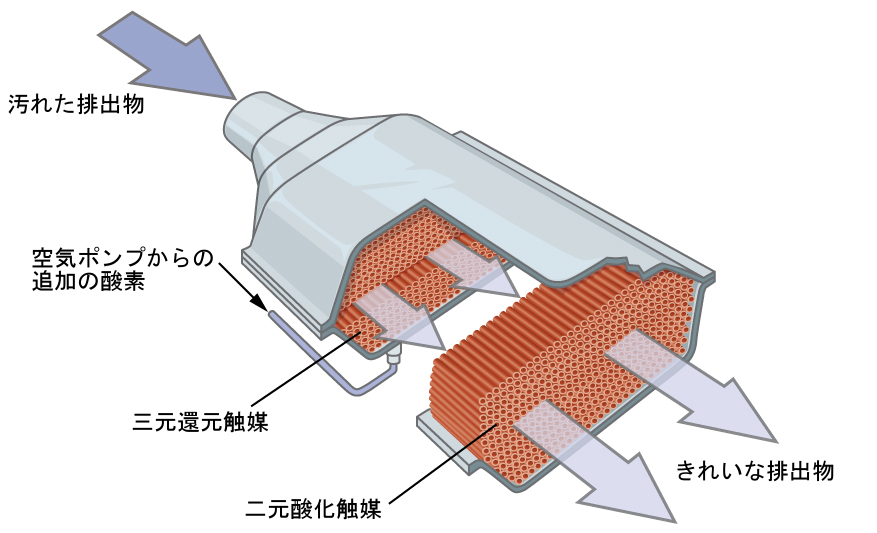 汚れた排出物
空気ポンプからの
追加の酸素
三元還元触媒
二元酸化触媒
きれいな排出物